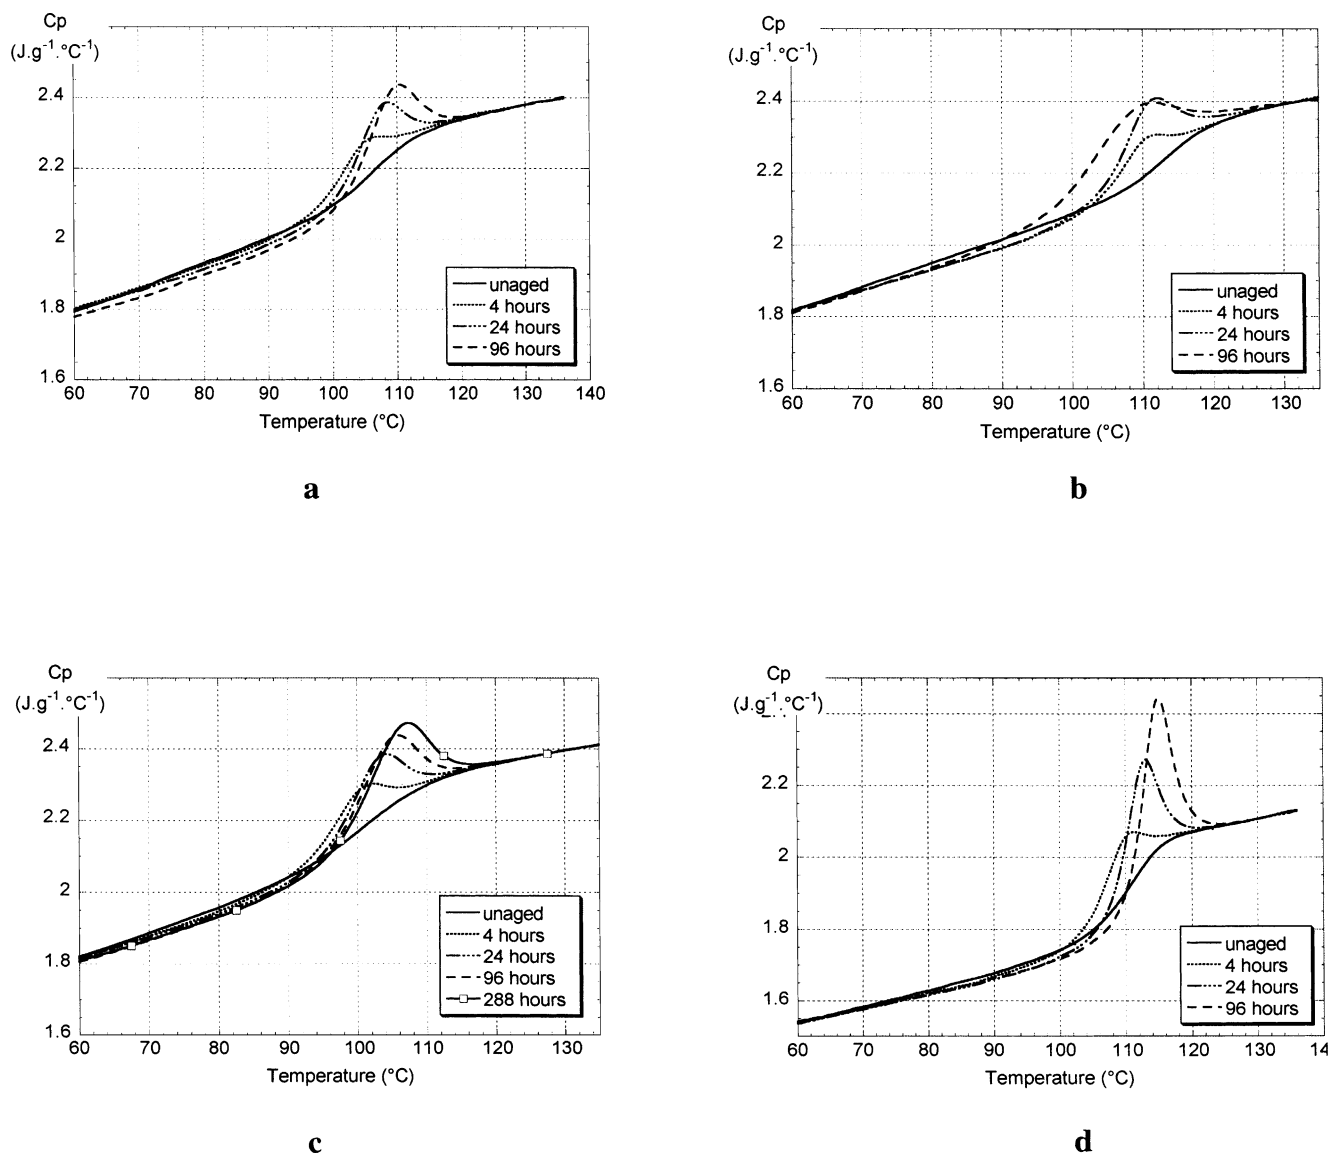 Cp
(J.g⁻¹.°C⁻¹)
2.4
2.2
2
1.8
1.6
unaged
4 hours
24 hours
96 hours
60 70 80 90 100 110 120 130 140
Temperature (°C)
a
Cp
(J.g⁻¹.°C⁻¹)
2.4
2.2
2
1.8
1.6
unaged
4 hours
24 hours
96 hours
60 70 80 90 100 110 120 130
Temperature (°C)
b
Cp
(J.g⁻¹.°C⁻¹)
2.4
2.2
2
1.8
1.6
unaged
4 hours
24 hours
96 hours
288 hours
60 70 80 90 100 110 120 130
Temperature (°C)
c
Cp
(J.g⁻¹.°C⁻¹)
2.2
2
1.8
1.6
unaged
4 hours
24 hours
96 hours
60 70 80 90 100 110 120 130 14
Temperature (°C)
d